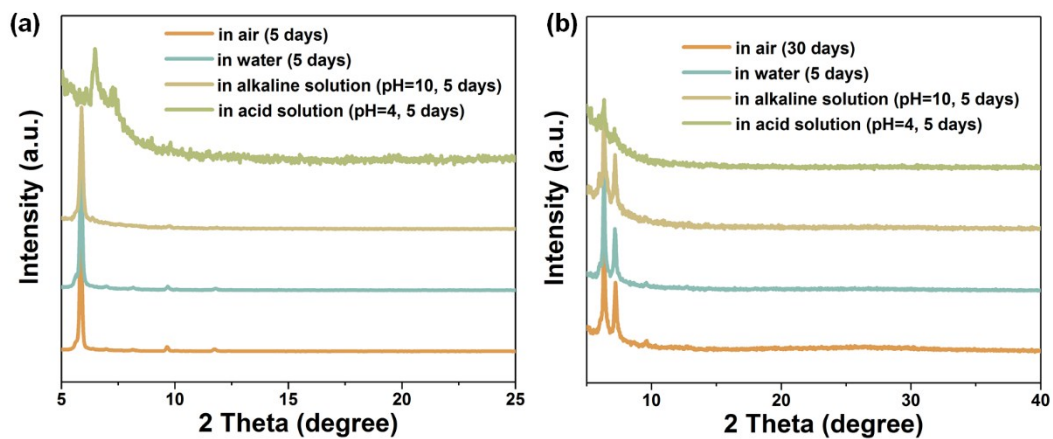 (a)
in air (5 days)
in water (5 days)
in alkaline solution (pH=10, 5 days)
in acid solution (pH=4, 5 days)
Intensity (a.u.)
5 10 15 20 25
2 Theta (degree)
(b)
in air (30 days)
in water (5 days)
in alkaline solution (pH=10, 5 days)
in acid solution (pH=4, 5 days)
Intensity (a.u.)
10 20 30 40
2 Theta (degree)